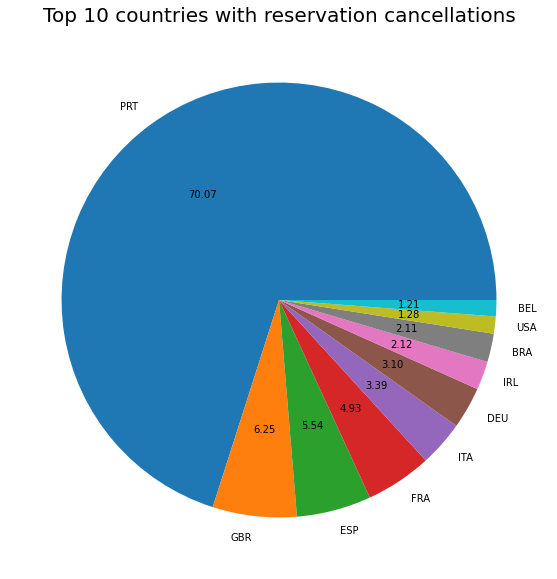 Top 10 countries with reservation cancellations
PRT
70.07
1.21
BEL
1.28
USA
2.11
BRA
2.12
IRL
3.10
DEU
3.39
ITA
4.93
FRA
5.54
ESP
6.25
GBR